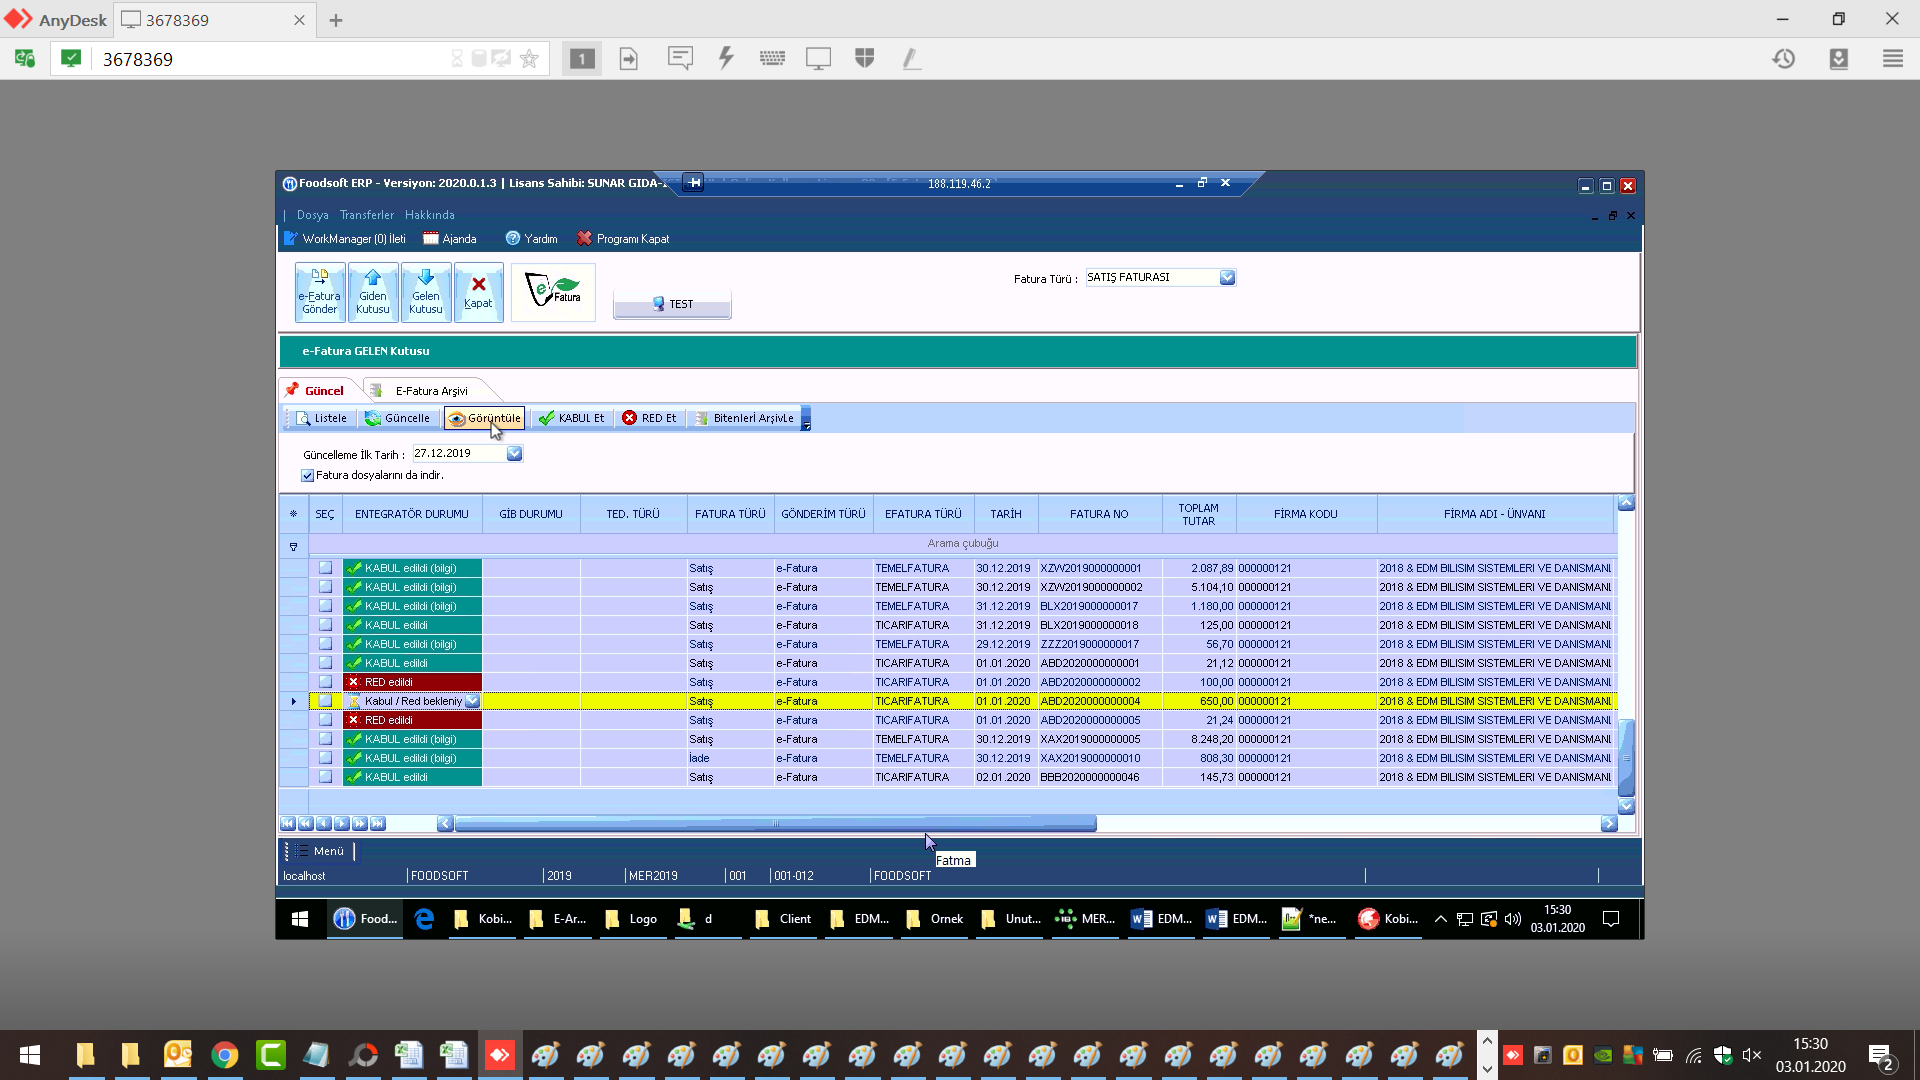 AnyDesk 3678369
3678369
1
Foodsoft ERP - Versiyon: 2020.0.1.3 | Lisans Sahibi: SUNAR GIDA-
188.119.46.2
Dosya Transferler Hakkında
WorkManager (0) İleti Ajanda Yardım Programı Kapat
e-Fatura Gönder
Giden Kutusu
Gelen Kutusu
Kapat
e Fatura
TEST
Fatura Türü : SATIŞ FATURASI
e-Fatura GELEN Kutusu
Güncel E-Fatura Arşivi
Listele Güncelle Görüntüle KABUL Et RED Et Bitenleri Arşivle
Güncelleme İlk Tarih : 27.12.2019
Fatura dosyalarını da indir.
SEÇ ENTEGRATÖR DURUMU GİB DURUMU TED. TÜRÜ FATURA TÜRÜ GÖNDERİM TÜRÜ EFATURA TÜRÜ TARİH FATURA NO TOPLAM TUTAR FİRMA KODU FİRMA ADI - ÜNVANI
Arama çubuğu
KABUL edildi (bilgi) Satış e-Fatura TEMELFATURA 30.12.2019 XZW2019000000001 2.087,89 000000121 2018 & EDM BILISIM SISTEMLERI VE DANISMANL
KABUL edildi (bilgi) Satış e-Fatura TEMELFATURA 30.12.2019 XZW2019000000002 5.104,10 000000121 2018 & EDM BILISIM SISTEMLERI VE DANISMANL
KABUL edildi (bilgi) Satış e-Fatura TEMELFATURA 31.12.2019 BLX2019000000017 1.180,00 000000121 2018 & EDM BILISIM SISTEMLERI VE DANISMANL
KABUL edildi Satış e-Fatura TICARIFATURA 31.12.2019 BLX2019000000018 125,00 000000121 2018 & EDM BILISIM SISTEMLERI VE DANISMANL
KABUL edildi (bilgi) Satış e-Fatura TEMELFATURA 29.12.2019 ZZZ2019000000017 56,70 000000121 2018 & EDM BILISIM SISTEMLERI VE DANISMANL
KABUL edildi Satış e-Fatura TICARIFATURA 01.01.2020 ABD2020000000001 21,12 000000121 2018 & EDM BILISIM SISTEMLERI VE DANISMANL
RED edildi Satış e-Fatura TICARIFATURA 01.01.2020 ABD2020000000002 100,00 000000121 2018 & EDM BILISIM SISTEMLERI VE DANISMANL
Kabul / Red bekleniy Satış e-Fatura TICARIFATURA 01.01.2020 ABD2020000000004 650,00 000000121 2018 & EDM BILISIM SISTEMLERI VE DANISMANL
RED edildi Satış e-Fatura TICARIFATURA 01.01.2020 ABD2020000000005 21,24 000000121 2018 & EDM BILISIM SISTEMLERI VE DANISMANL
KABUL edildi (bilgi) Satış e-Fatura TEMELFATURA 30.12.2019 XAX2019000000005 8.248,20 000000121 2018 & EDM BILISIM SISTEMLERI VE DANISMANL
KABUL edildi (bilgi) İade e-Fatura TEMELFATURA 30.12.2019 XAX2019000000010 808,30 000000121 2018 & EDM BILISIM SISTEMLERI VE DANISMANL
KABUL edildi Satış e-Fatura TICARIFATURA 02.01.2020 BBB2020000000046 145,73 000000121 2018 & EDM BILISIM SISTEMLERI VE DANISMANL
Menü
Fatma
localhost FOODSOFT 2019 MER2019 001 001-012 FOODSOFT
Food... Kobi... E-Ar... Logo d Client EDM... Ornek Unut... MER... EDM... EDM... *ne... Kobi... 15:30
03.01.2020
15:30
03.01.2020
2